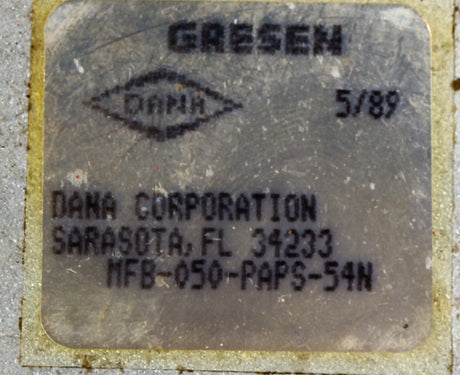 GRESEN
DANA
5/89
DANA CORPORATION
SARASOTA, FL 34233
MFB-050-PAPS-54N